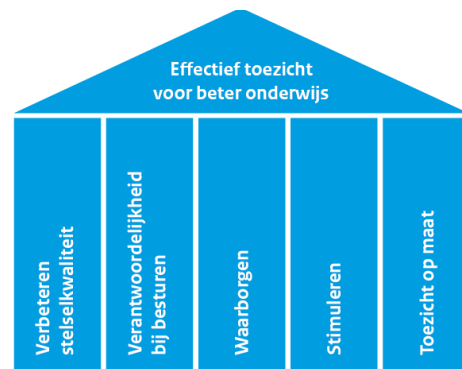 Effectief toezicht
voor beter onderwijs
Verbeteren
stelselkwaliteit
Verantwoordelijkheid
bij besturen
Waarborgen
Stimuleren
Toezicht op maat